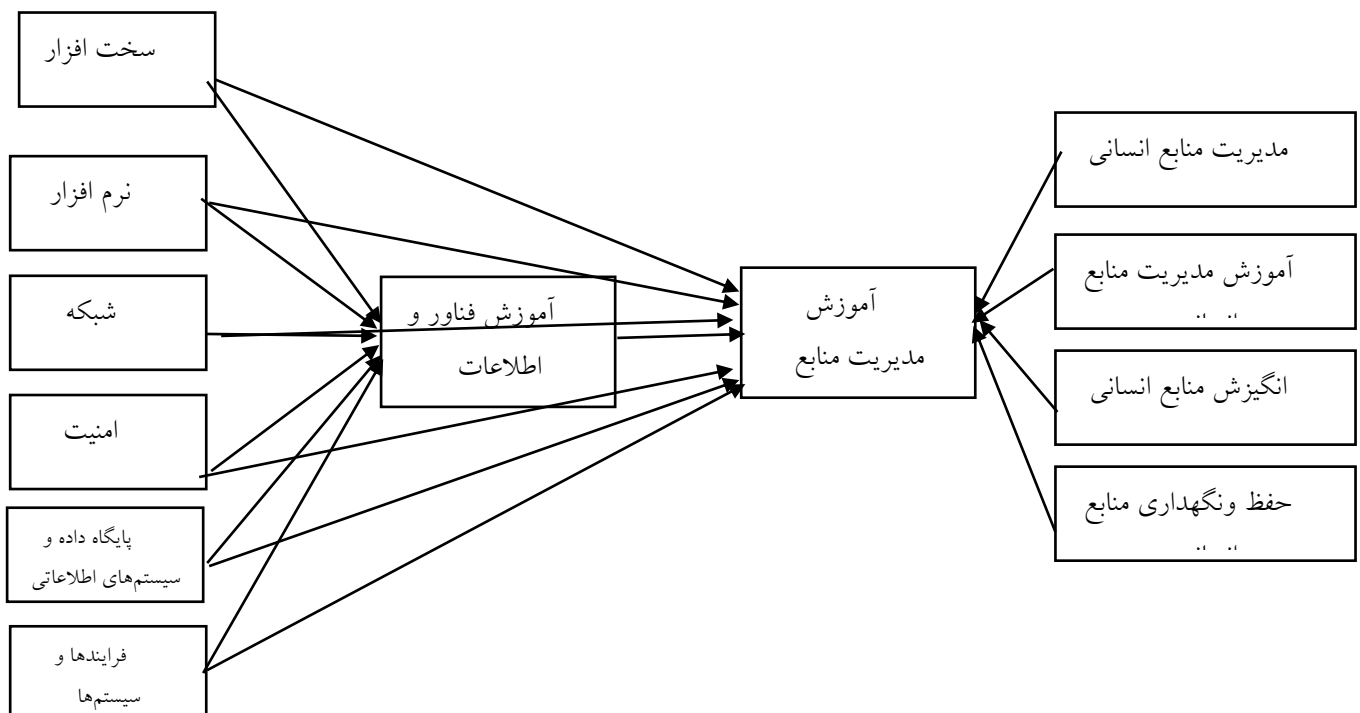 سخت افزار
نرم افزار
شبکه
امنیت
پایگاه داده و
سیستم‌های اطلاعاتی
فرایندها و
سیستم‌ها
آموزش فناور و
اطلاعات
آموزش
مدیریت منابع
مدیریت منابع انسانی
آموزش مدیریت منابع
انگیزش منابع انسانی
حفظ ونگهداری منابع